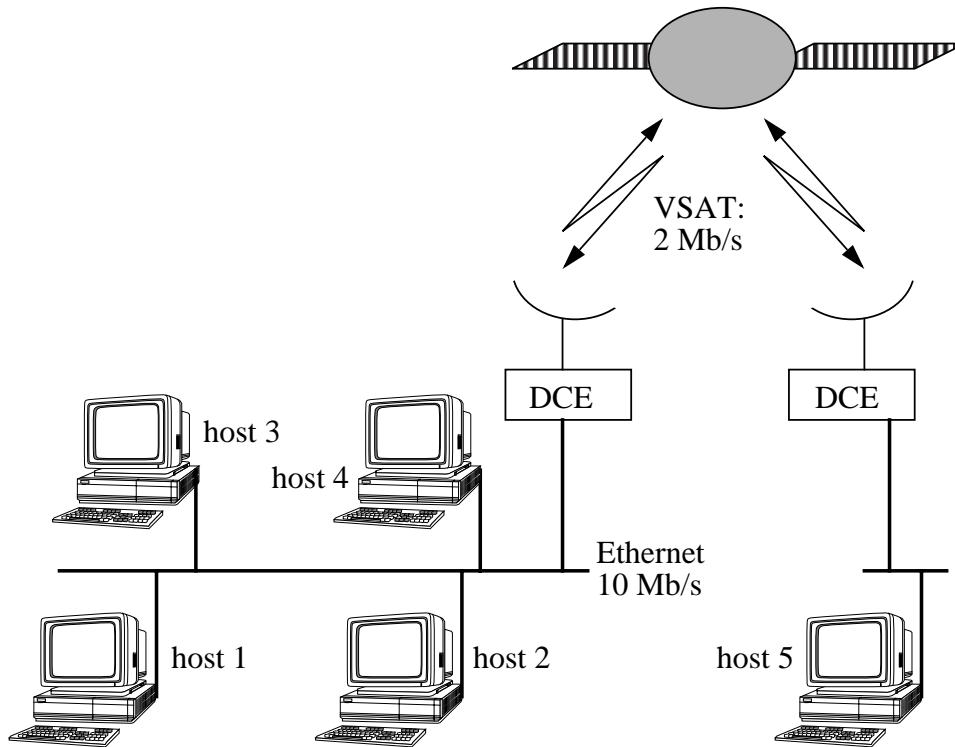 VSAT:
2 Mb/s
DCE
DCE
host 3
host 4
Ethernet
10 Mb/s
host 1
host 2
host 5